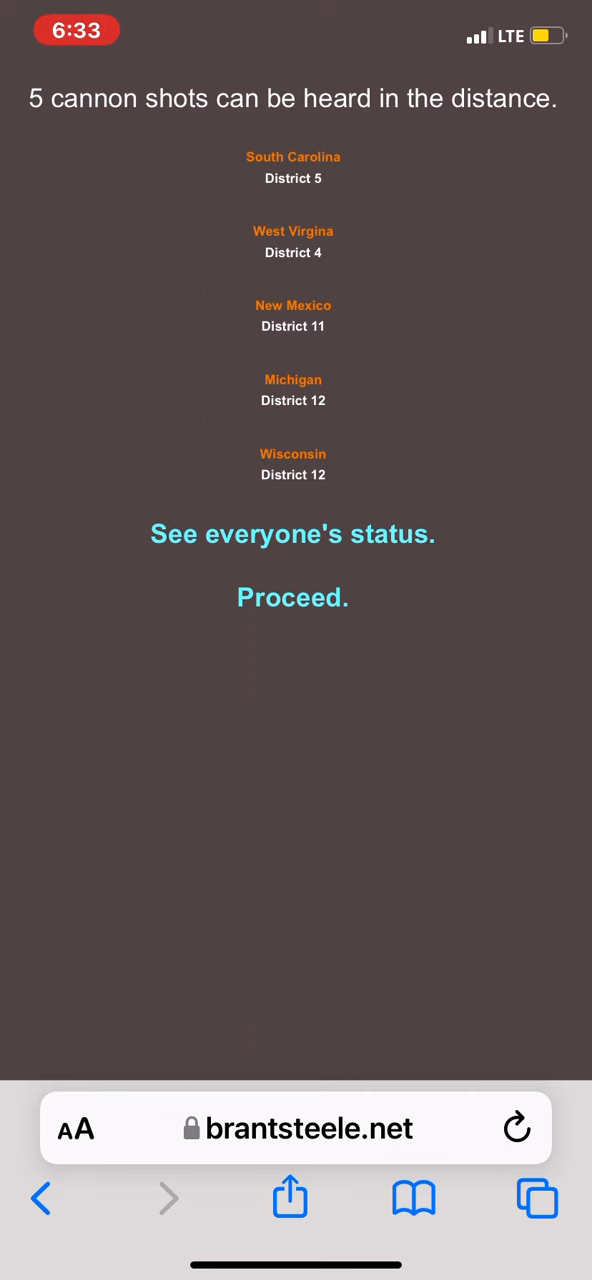 6:33
LTE
5 cannon shots can be heard in the distance.
South Carolina
District 5
West Virgina
District 4
New Mexico
District 11
Michigan
District 12
Wisconsin
District 12
See everyone's status.
Proceed.
AA
brantsteele.net